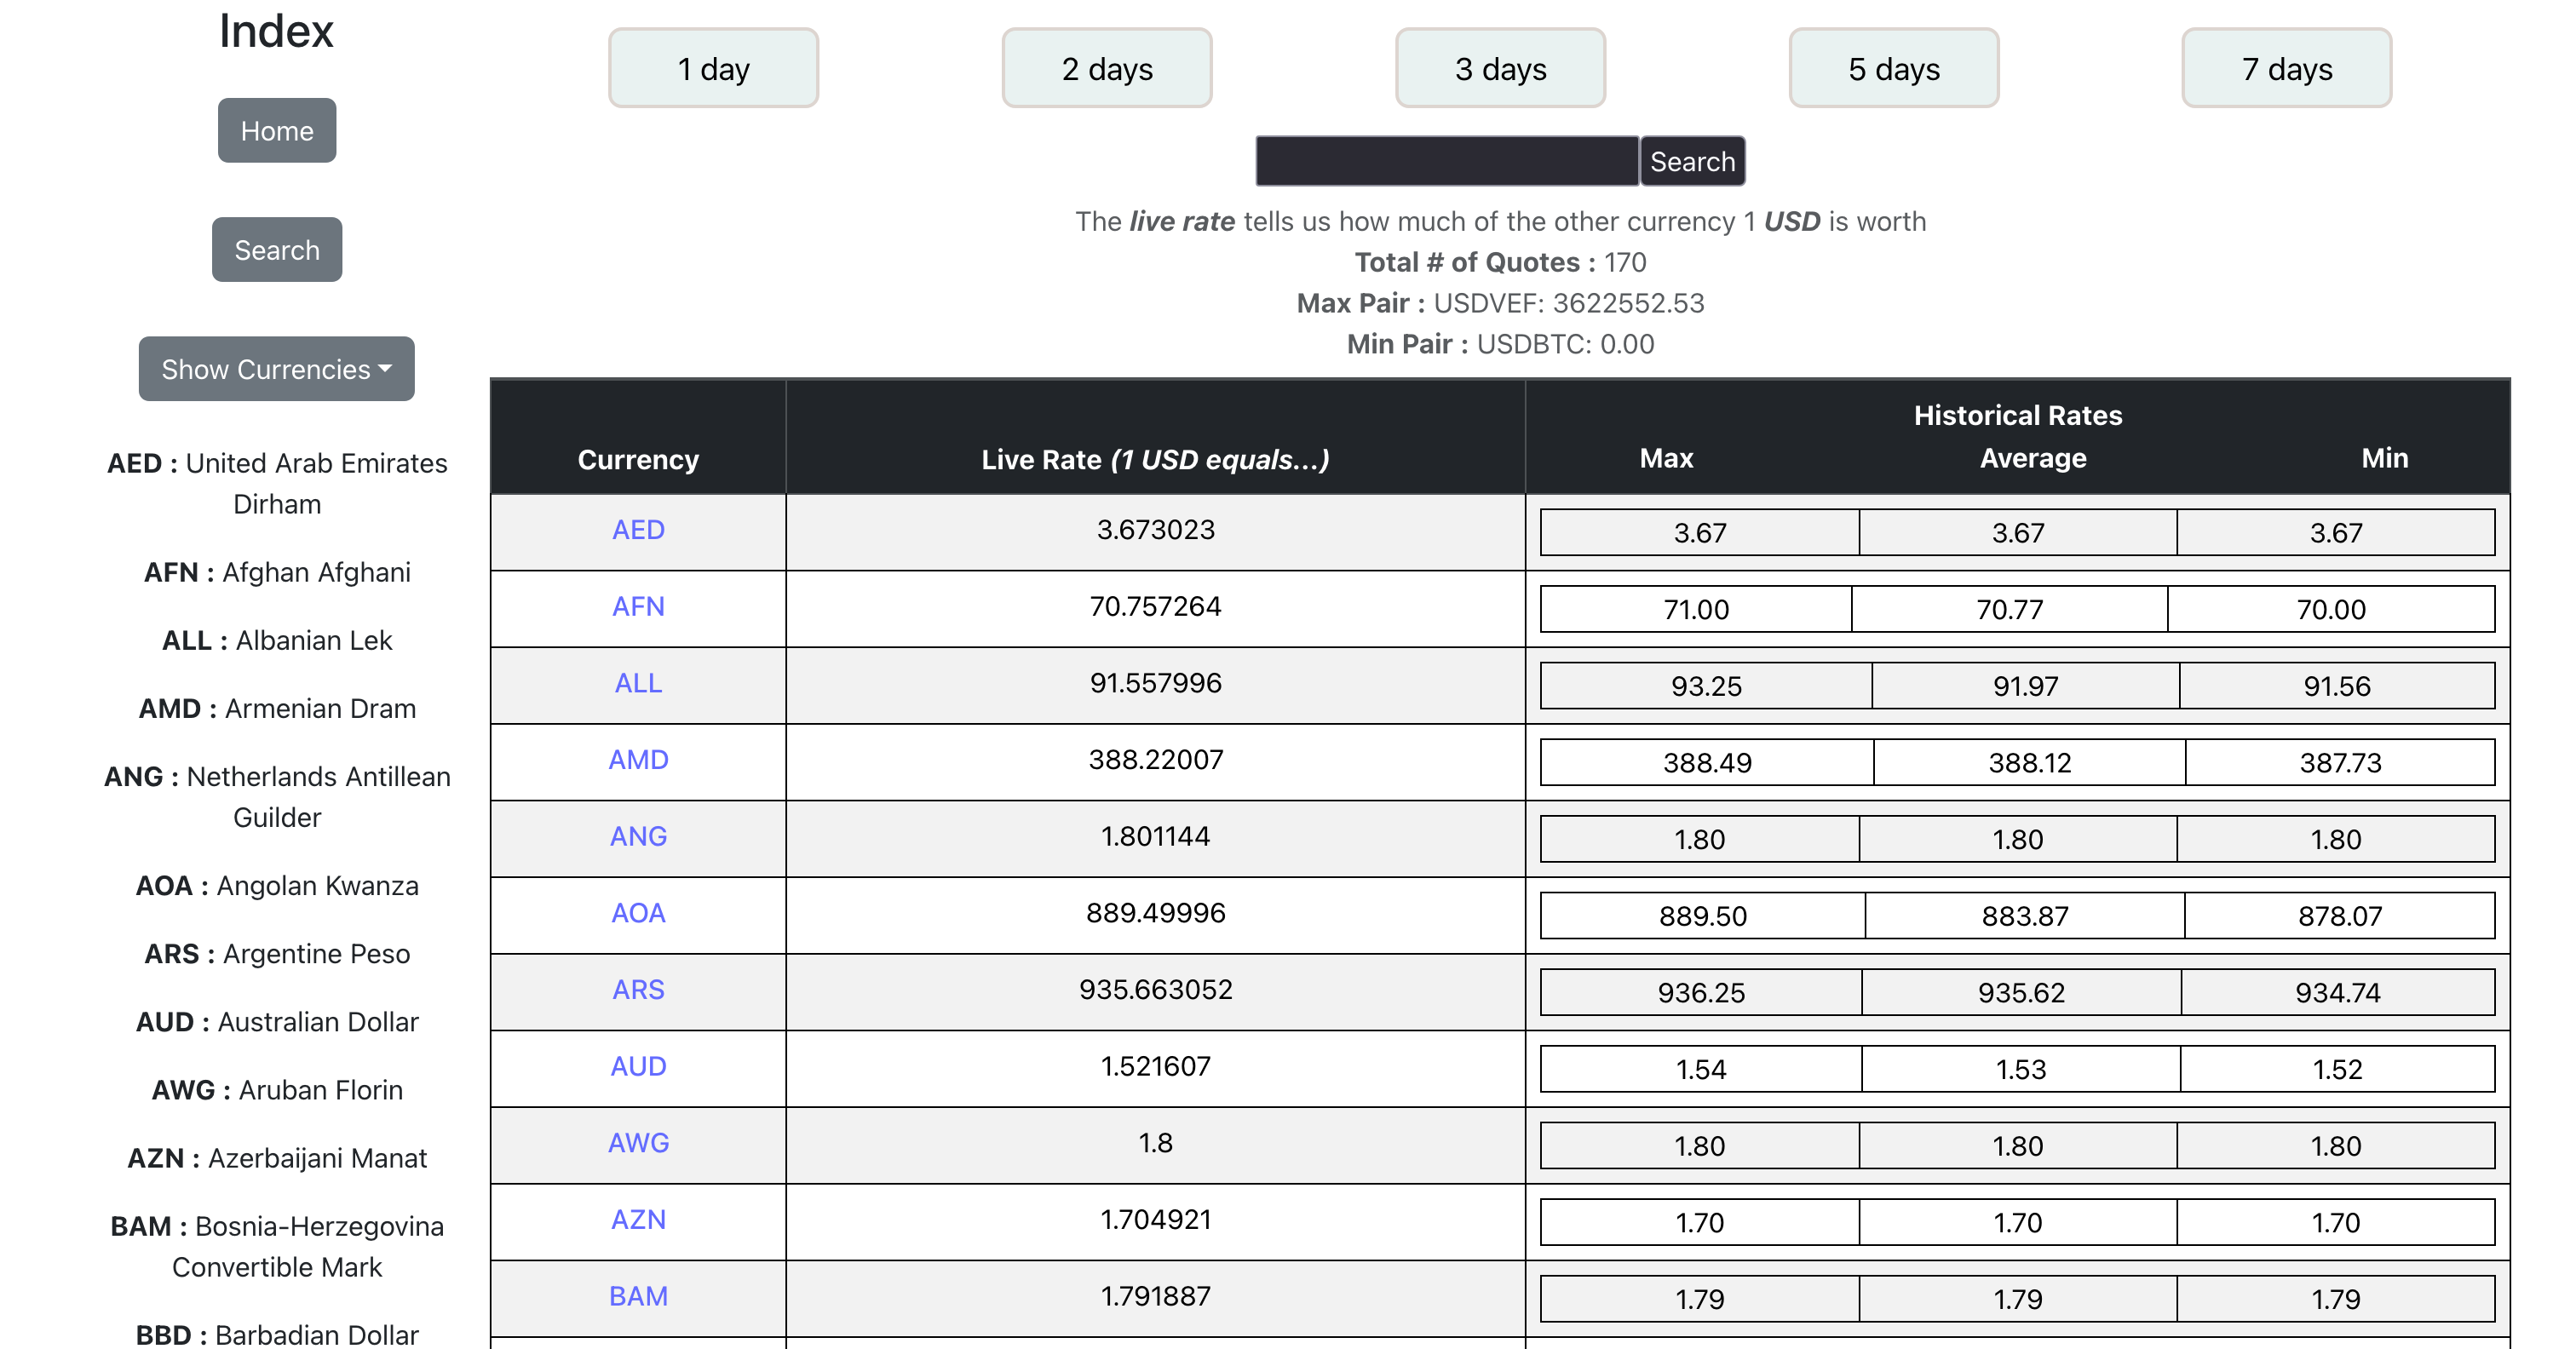 Index
Home
Search
Show Currencies
AED : United Arab Emirates
Dirham
AFN : Afghan Afghani
ALL : Albanian Lek
AMD : Armenian Dram
ANG : Netherlands Antillean
Guilder
AOA : Angolan Kwanza
ARS : Argentine Peso
AUD : Australian Dollar
AWG : Aruban Florin
AZN : Azerbaijani Manat
BAM : Bosnia-Herzegovina
Convertible Mark
BBD : Barbadian Dollar
1 day 2 days 3 days 5 days 7 days
Search
The live rate tells us how much of the other currency 1 USD is worth
Total # of Quotes : 170
Max Pair : USDVEF: 3622552.53
Min Pair : USDBTC: 0.00
Historical Rates
Currency Live Rate (1 USD equals...) Max Average Min
AED 3.673023 3.67 3.67 3.67
AFN 70.757264 71.00 70.77 70.00
ALL 91.557996 93.25 91.97 91.56
AMD 388.22007 388.49 388.12 387.73
ANG 1.801144 1.80 1.80 1.80
AOA 889.49996 889.50 883.87 878.07
ARS 935.663052 936.25 935.62 934.74
AUD 1.521607 1.54 1.53 1.52
AWG 1.8 1.80 1.80 1.80
AZN 1.704921 1.70 1.70 1.70
BAM 1.791887 1.79 1.79 1.79